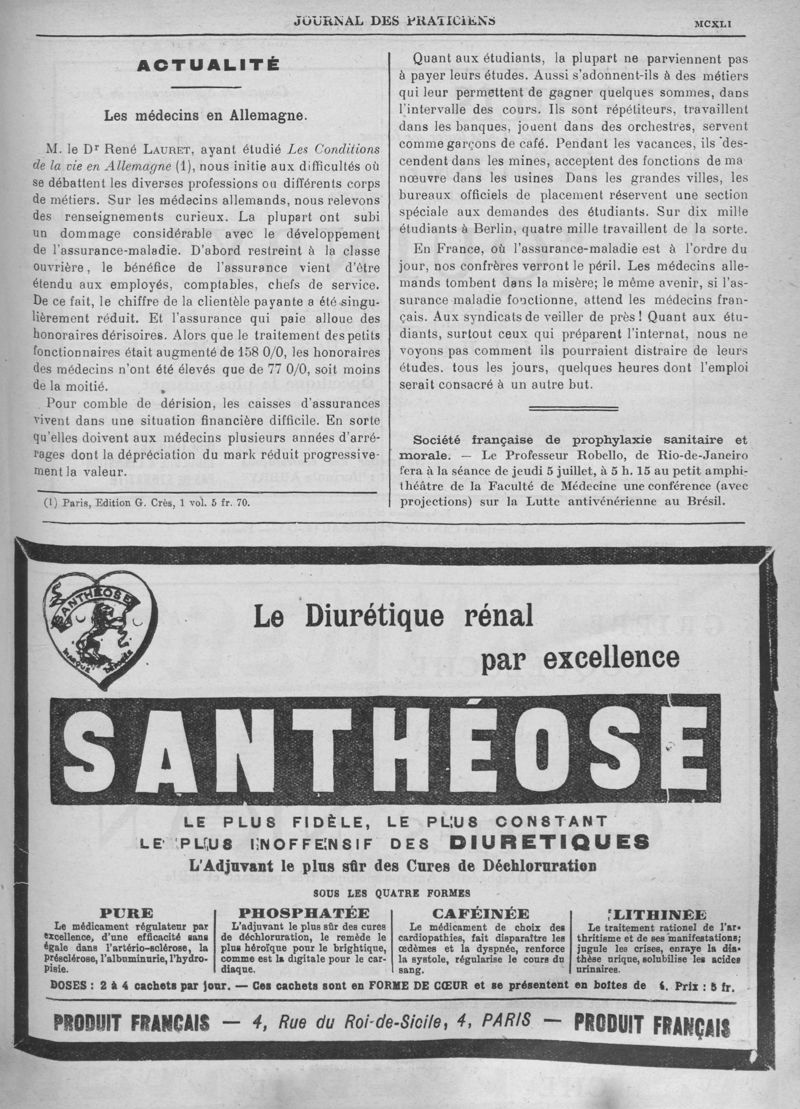 JOURNAL DES PRATICIENS
MCXLI
ACTUALITÉ
Les médecins en Allemagne.
M. le Dr René LAURET, ayant étudié Les Conditions
de la vie en Allemagne (1), nous initie aux difficultés où
se débattent les diverses professions ou différents corps
de métiers. Sur les médecins allemands, nous relevons
des renseignements curieux. La plupart ont subi
un dommage considérable avec le développement
de l'assurance-maladie. D'abord restreint à la classe
ouvrière, le bénéfice de l'assurance vient d'être
étendu aux employés, comptables, chefs de service.
De ce fait, le chiffre de la clientèle payante a été singu-
lièrement réduit. Et l'assurance qui paie alloue des
honoraires dérisoires. Alors que le traitement des petits
fonctionnaires était augmenté de 158 0/0, les honoraires
des médecins n'ont été élevés que de 77 0/0, soit moins
de la moitié.
Pour comble de dérision, les caisses d'assurances
vivent dans une situation financière difficile. En sorte
qu'elles doivent aux médecins plusieurs années d'arré-
rages dont la dépréciation du mark réduit progressive-
ment la valeur.
(1) Paris, Edition G. Crès, 1 vol. 5 fr. 70.
Quant aux étudiants, la plupart ne parviennent pas
à payer leurs études. Aussi s'adonnent-ils à des métiers
qui leur permettent de gagner quelques sommes, dans
l'intervalle des cours. Ils sont répétiteurs, travaillent
dans les banques, jouent dans des orchestres, servent
comme garçons de café. Pendant les vacances, ils des-
cendent dans les mines, acceptent des fonctions de ma
nœuvre dans les usines Dans les grandes villes, les
bureaux officiels de placement réservent une section
spéciale aux demandes des étudiants. Sur dix mille
étudiants à Berlin, quatre mille travaillent de la sorte.
En France, où l'assurance-maladie est à l'ordre du
jour, nos confrères verront le péril. Les médecins alle-
mands tombent dans la misère; le même avenir, si l'as-
surance maladie fonctionne, attend les médecins fran-
çais. Aux syndicats de veiller de près! Quant aux étu-
diants, surtout ceux qui préparent l'internat, nous ne
voyons pas comment ils pourraient distraire de leurs
études. tous les jours, quelques heures dont l'emploi
serait consacré à un autre but.
Société française de prophylaxie sanitaire et
morale. — Le Professeur Robello, de Rio-de-Janeiro
fera à la séance de jeudi 5 juillet, à 5 h. 15 au petit amphi-
théâtre de la Faculté de Médecine une conférence (avec
projections) sur la Lutte antivénérienne au Brésil.
SANTHÉOSE
MARQUE DÉPOSÉE
Le Diurétique rénal
par excellence
SANTHÉOSE
LE PLUS FIDÈLE, LE PLUS CONSTANT
LE PLUS INOFFENSIF DES DIURETIQUES
L'Adjuvant le plus sûr des Cures de Déchloruration
SOUS LES QUATRE FORMES
PURE
Le médicament régulateur par
excellence, d'une efficacité sans
égale dans l'artério-sclérose, la
présclérose, l'albuminurie, l'hydro-
pisie.
PHOSPHATÉE
L'adjuvant le plus sûr des cures
de déchloruration, le remède le
plus héroïque pour le brightique,
comme est la digitale pour le car-
diaque.
CAFÉINÉE
Le médicament de choix des
cardiopathies, fait disparaître les
œdèmes et la dyspnée, renforce
la systole, régularise le cours du
sang.
LITHINÉE
Le traitement rationel de l'ar-
thritisme et de ses manifestations;
jugule les crises, enraye la dia-
thèse urique, solubilise les acides
urinaires.
DOSES : 2 à 4 cachets par jour. — Ces cachets sont en FORME DE CŒUR et se présentent en boîtes de 4. Prix : 5 fr.
PRODUIT FRANÇAIS — 4, Rue du Roi-de-Sicile, 4, PARIS — PRODUIT FRANÇAIS